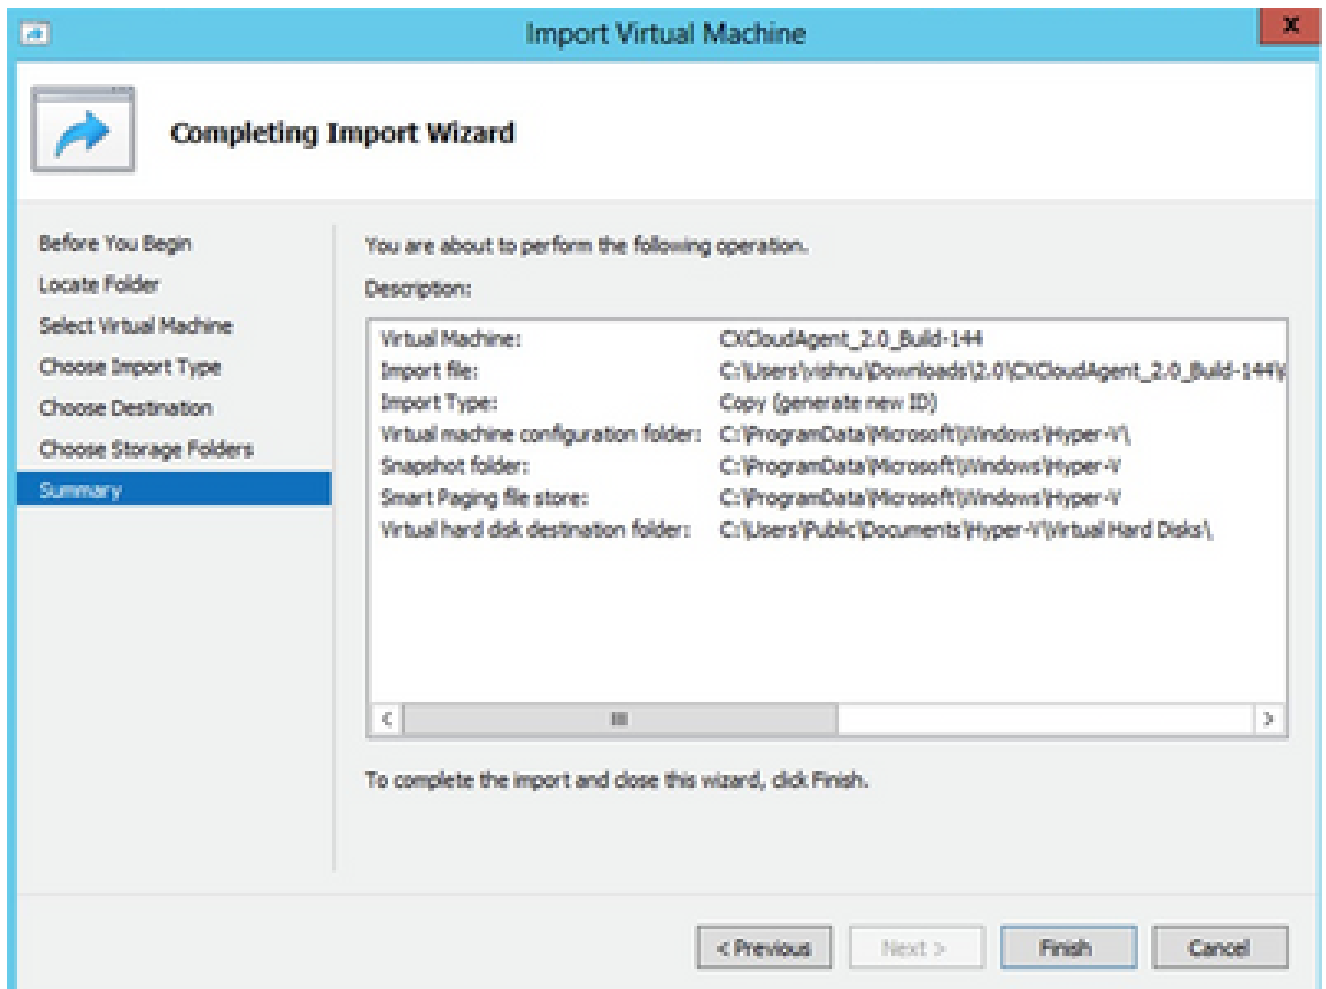 Import Virtual Machine
x
Completing Import Wizard
Before You Begin
Locate Folder
Select Virtual Machine
Choose Import Type
Choose Destination
Choose Storage Folders
Summary
You are about to perform the following operation.
Description:
Virtual Machine: CXCloudAgent_2.0_Build-144
Import file: C:\Users\vishnu\Downloads\2.0\CXCloudAgent_2.0_Build-144\
Import Type: Copy (generate new ID)
Virtual machine configuration folder: C:\ProgramData\Microsoft\Windows\Hyper-V\
Snapshot folder: C:\ProgramData\Microsoft\Windows\Hyper-V
Smart Paging file store: C:\ProgramData\Microsoft\Windows\Hyper-V
Virtual hard disk destination folder: C:\Users\Public\Documents\Hyper-V\Virtual Hard Disks\
To complete the import and close this wizard, click Finish.
< Previous
Next >
Finish
Cancel